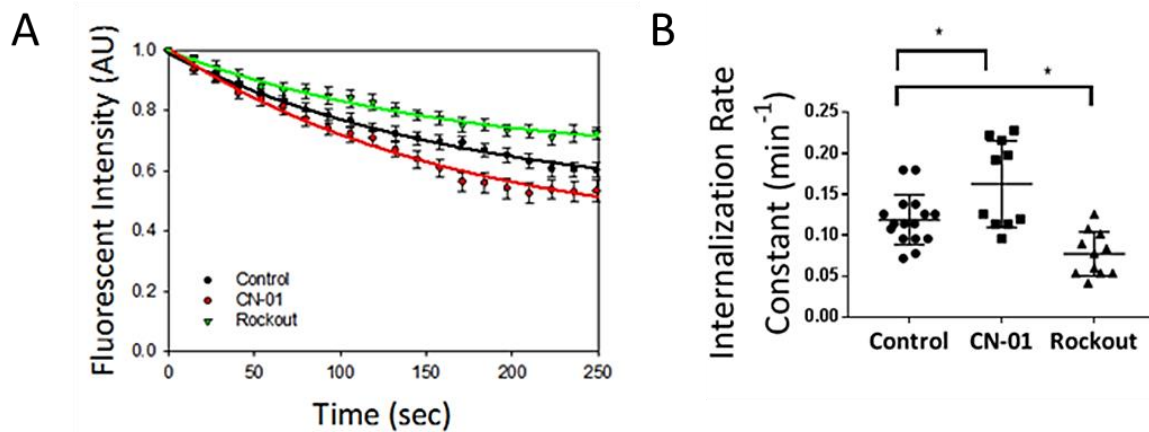 A
Fluorescent Intensity (AU)
1.0
0.8
0.6
0.4
0.2
0.0
Control
CN-01
Rockout
0 50 100 150 200 250
Time (sec)
B
* *
Internalization Rate
Constant (min-1)
0.25
0.20
0.15
0.10
0.05
0.00
Control CN-01 Rockout